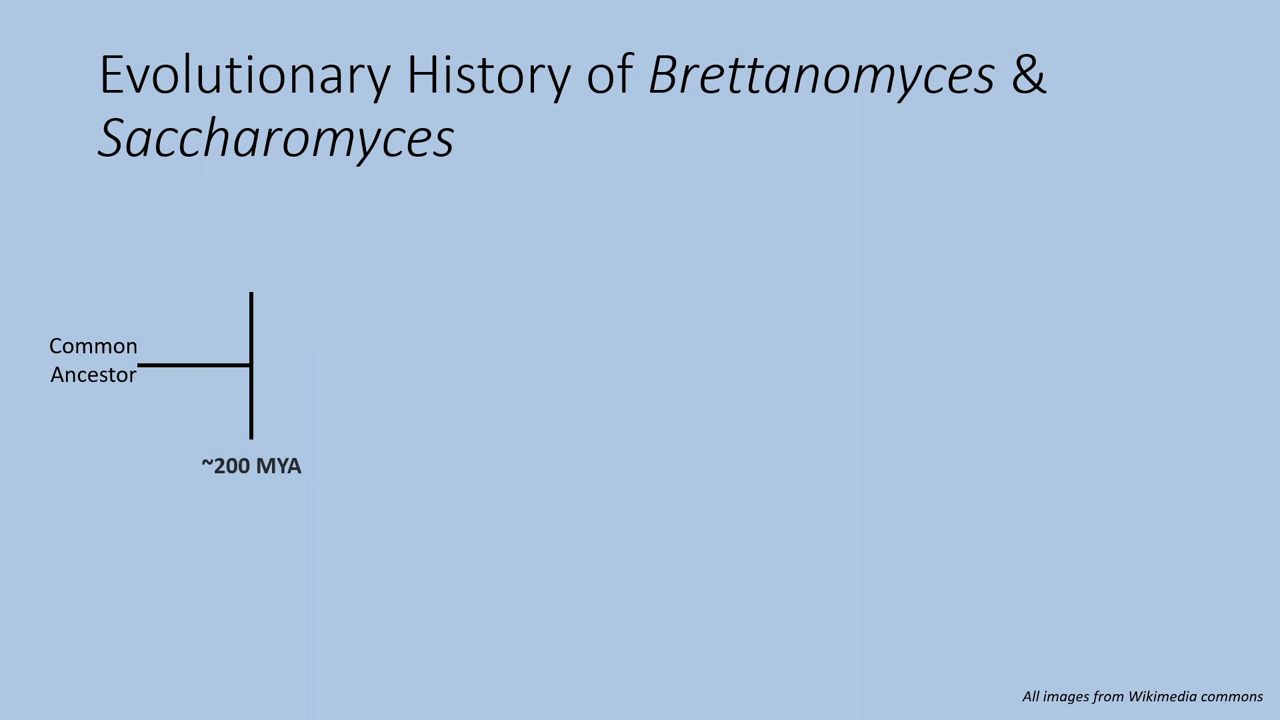 Evolutionary History of Brettanomyces &
Saccharomyces
Common
Ancestor
~200 MYA
All images from Wikimedia commons